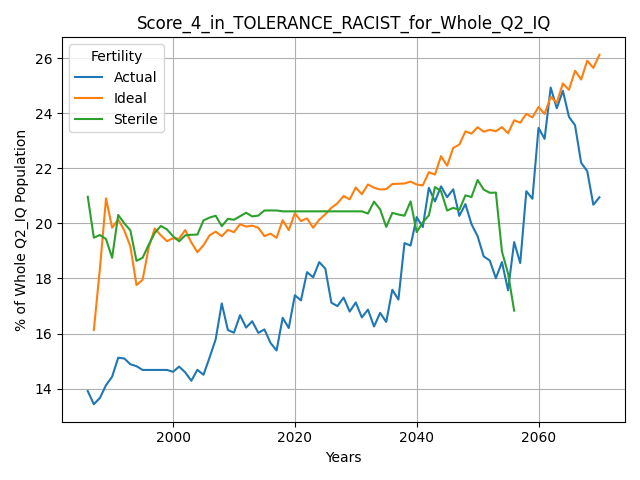 Score_4_in_TOLERANCE_RACIST_for_Whole_Q2_IQ
Fertility
Actual
Ideal
Sterile
% of Whole Q2_IQ Population
26
24
22
20
18
16
14
2000 2020 2040 2060
Years